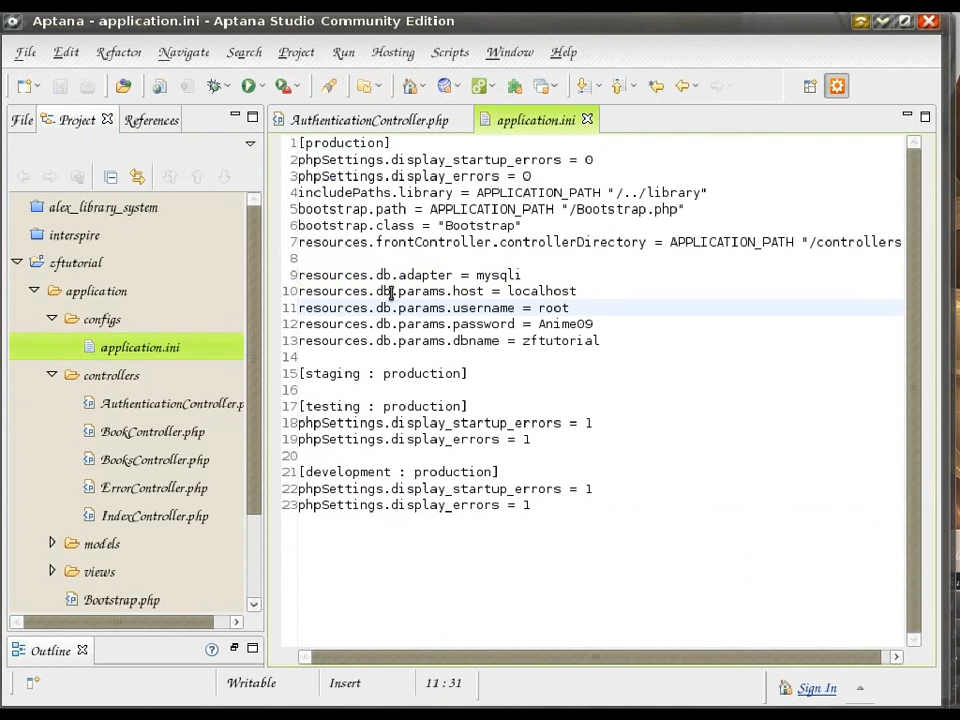 Aptana - application.ini - Aptana Studio Community Edition
File Edit Refactor Navigate Search Project Run Hosting Scripts Window Help
File Project References
AuthenticationController.php application.ini
alex_library_system
interspire
zftutorial
application
configs
application.ini
controllers
AuthenticationController.p
BookController.php
BooksController.php
ErrorController.php
IndexController.php
models
views
Bootstrap.php
Outline
1[production]
2phpSettings.display_startup_errors = 0
3phpSettings.display_errors = 0
4includePaths.library = APPLICATION_PATH "/../library"
5bootstrap.path = APPLICATION_PATH "/Bootstrap.php"
6bootstrap.class = "Bootstrap"
7resources.frontController.controllerDirectory = APPLICATION_PATH "/controllers
8
9resources.db.adapter = mysqli
10resources.db.params.host = localhost
11resources.db.params.username = root
12resources.db.params.password = Anime09
13resources.db.params.dbname = zftutorial
14
15[staging : production]
16
17[testing : production]
18phpSettings.display_startup_errors = 1
19phpSettings.display_errors = 1
20
21[development : production]
22phpSettings.display_startup_errors = 1
23phpSettings.display_errors = 1
Writable Insert 11 : 31 Sign In